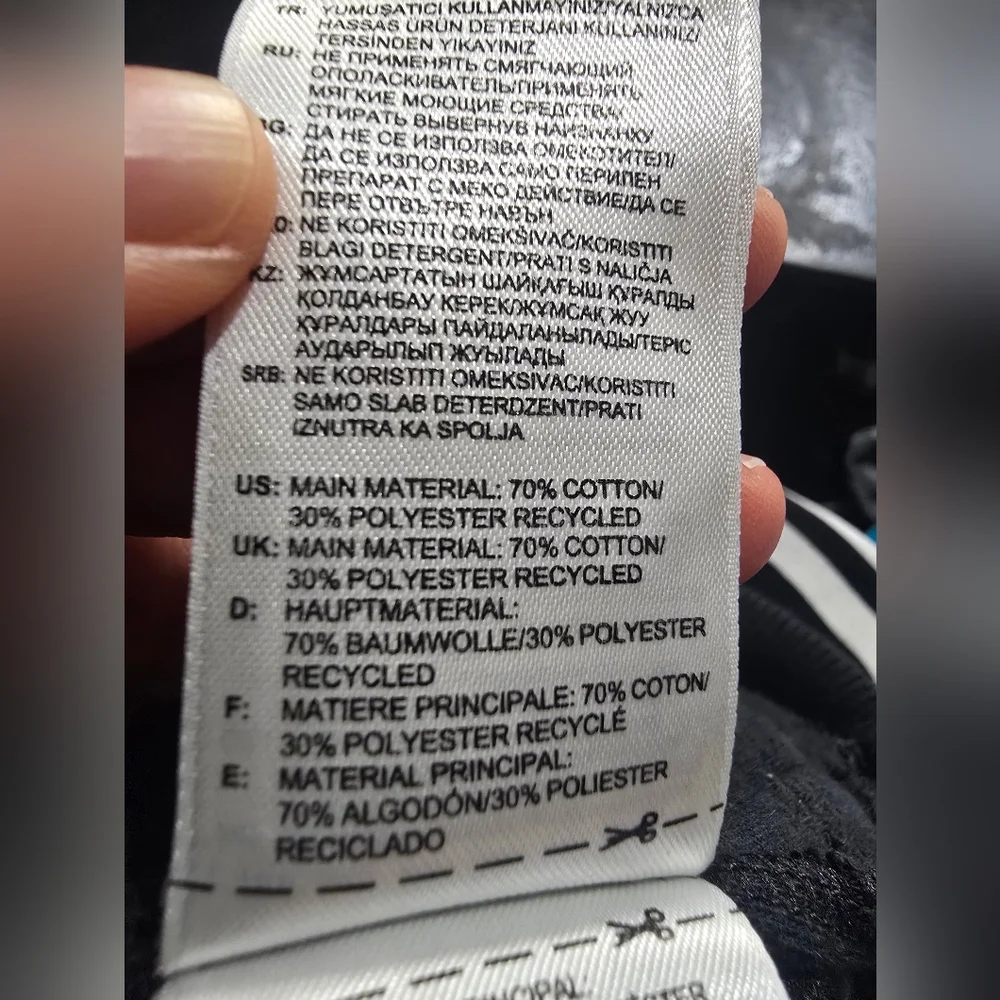 TR: YUMUŞATICI KULLANMAYINIZ/YALNIZCA
HASSAS ÜRÜN DETERJANI KULLANINIZ/
TERSİNDEN YIKAYINIZ
RU: НЕ ПРИМЕНЯТЬ СМЯГЧАЮЩИЙ
ОПОЛАСКИВАТЕЛЬ/ПРИМЕНЯТЬ
МЯГКИЕ МОЮЩИЕ СРЕДСТВА/
СТИРАТЬ ВЫВЕРНУВ НАИЗНАНКУ
BG: ДА НЕ СЕ ИЗПОЛЗВА ОМЕКОТИТЕЛ/
ДА СЕ ИЗПОЛЗВА САМО ПЕРИЛЕН
ПРЕПАРАТ С МЕКО ДЕЙСТВИЕ/ДА СЕ
ПЕРЕ ОТВЪТРЕ НАВЪН
NE KORISTITI OMEKŠIVAČ/KORISTITI
BLAGI DETERGENT/PRATI S NALIČJA
KZ: ЖҰМСАРТАТЫН ШАЙҚАҒЫШ ҚҰРАЛДЫ
ҚОЛДАНБАУ КЕРЕК/ЖҰМСАҚ ЖУУ
ҚҰРАЛДАРЫ ПАЙДАЛАНЫЛАДЫ/ТЕРІС
АУДАРЫЛЫП ЖУЫЛАДЫ
SRB: NE KORISTITI OMEKSIVAC/KORISTITI
SAMO SLAB DETERDZENT/PRATI
IZNUTRA KA SPOLJA
US: MAIN MATERIAL: 70% COTTON/
30% POLYESTER RECYCLED
UK: MAIN MATERIAL: 70% COTTON/
30% POLYESTER RECYCLED
D: HAUPTMATERIAL:
70% BAUMWOLLE/30% POLYESTER
RECYCLED
F: MATIERE PRINCIPALE: 70% COTON/
30% POLYESTER RECYCLÉ
E: MATERIAL PRINCIPAL:
70% ALGODÓN/30% POLIESTER
RECICLADO